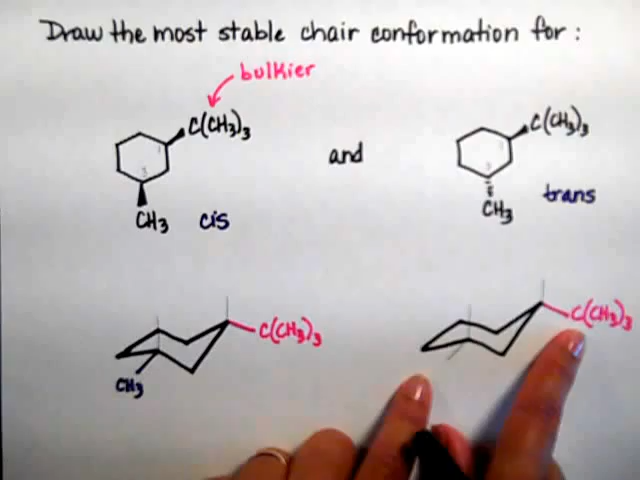 Draw the most stable chair conformation for:
bulkier
C(CH3)3
CH3
cis
and
C(CH3)3
CH3
trans
C(CH3)3
CH3
C(CH3)3